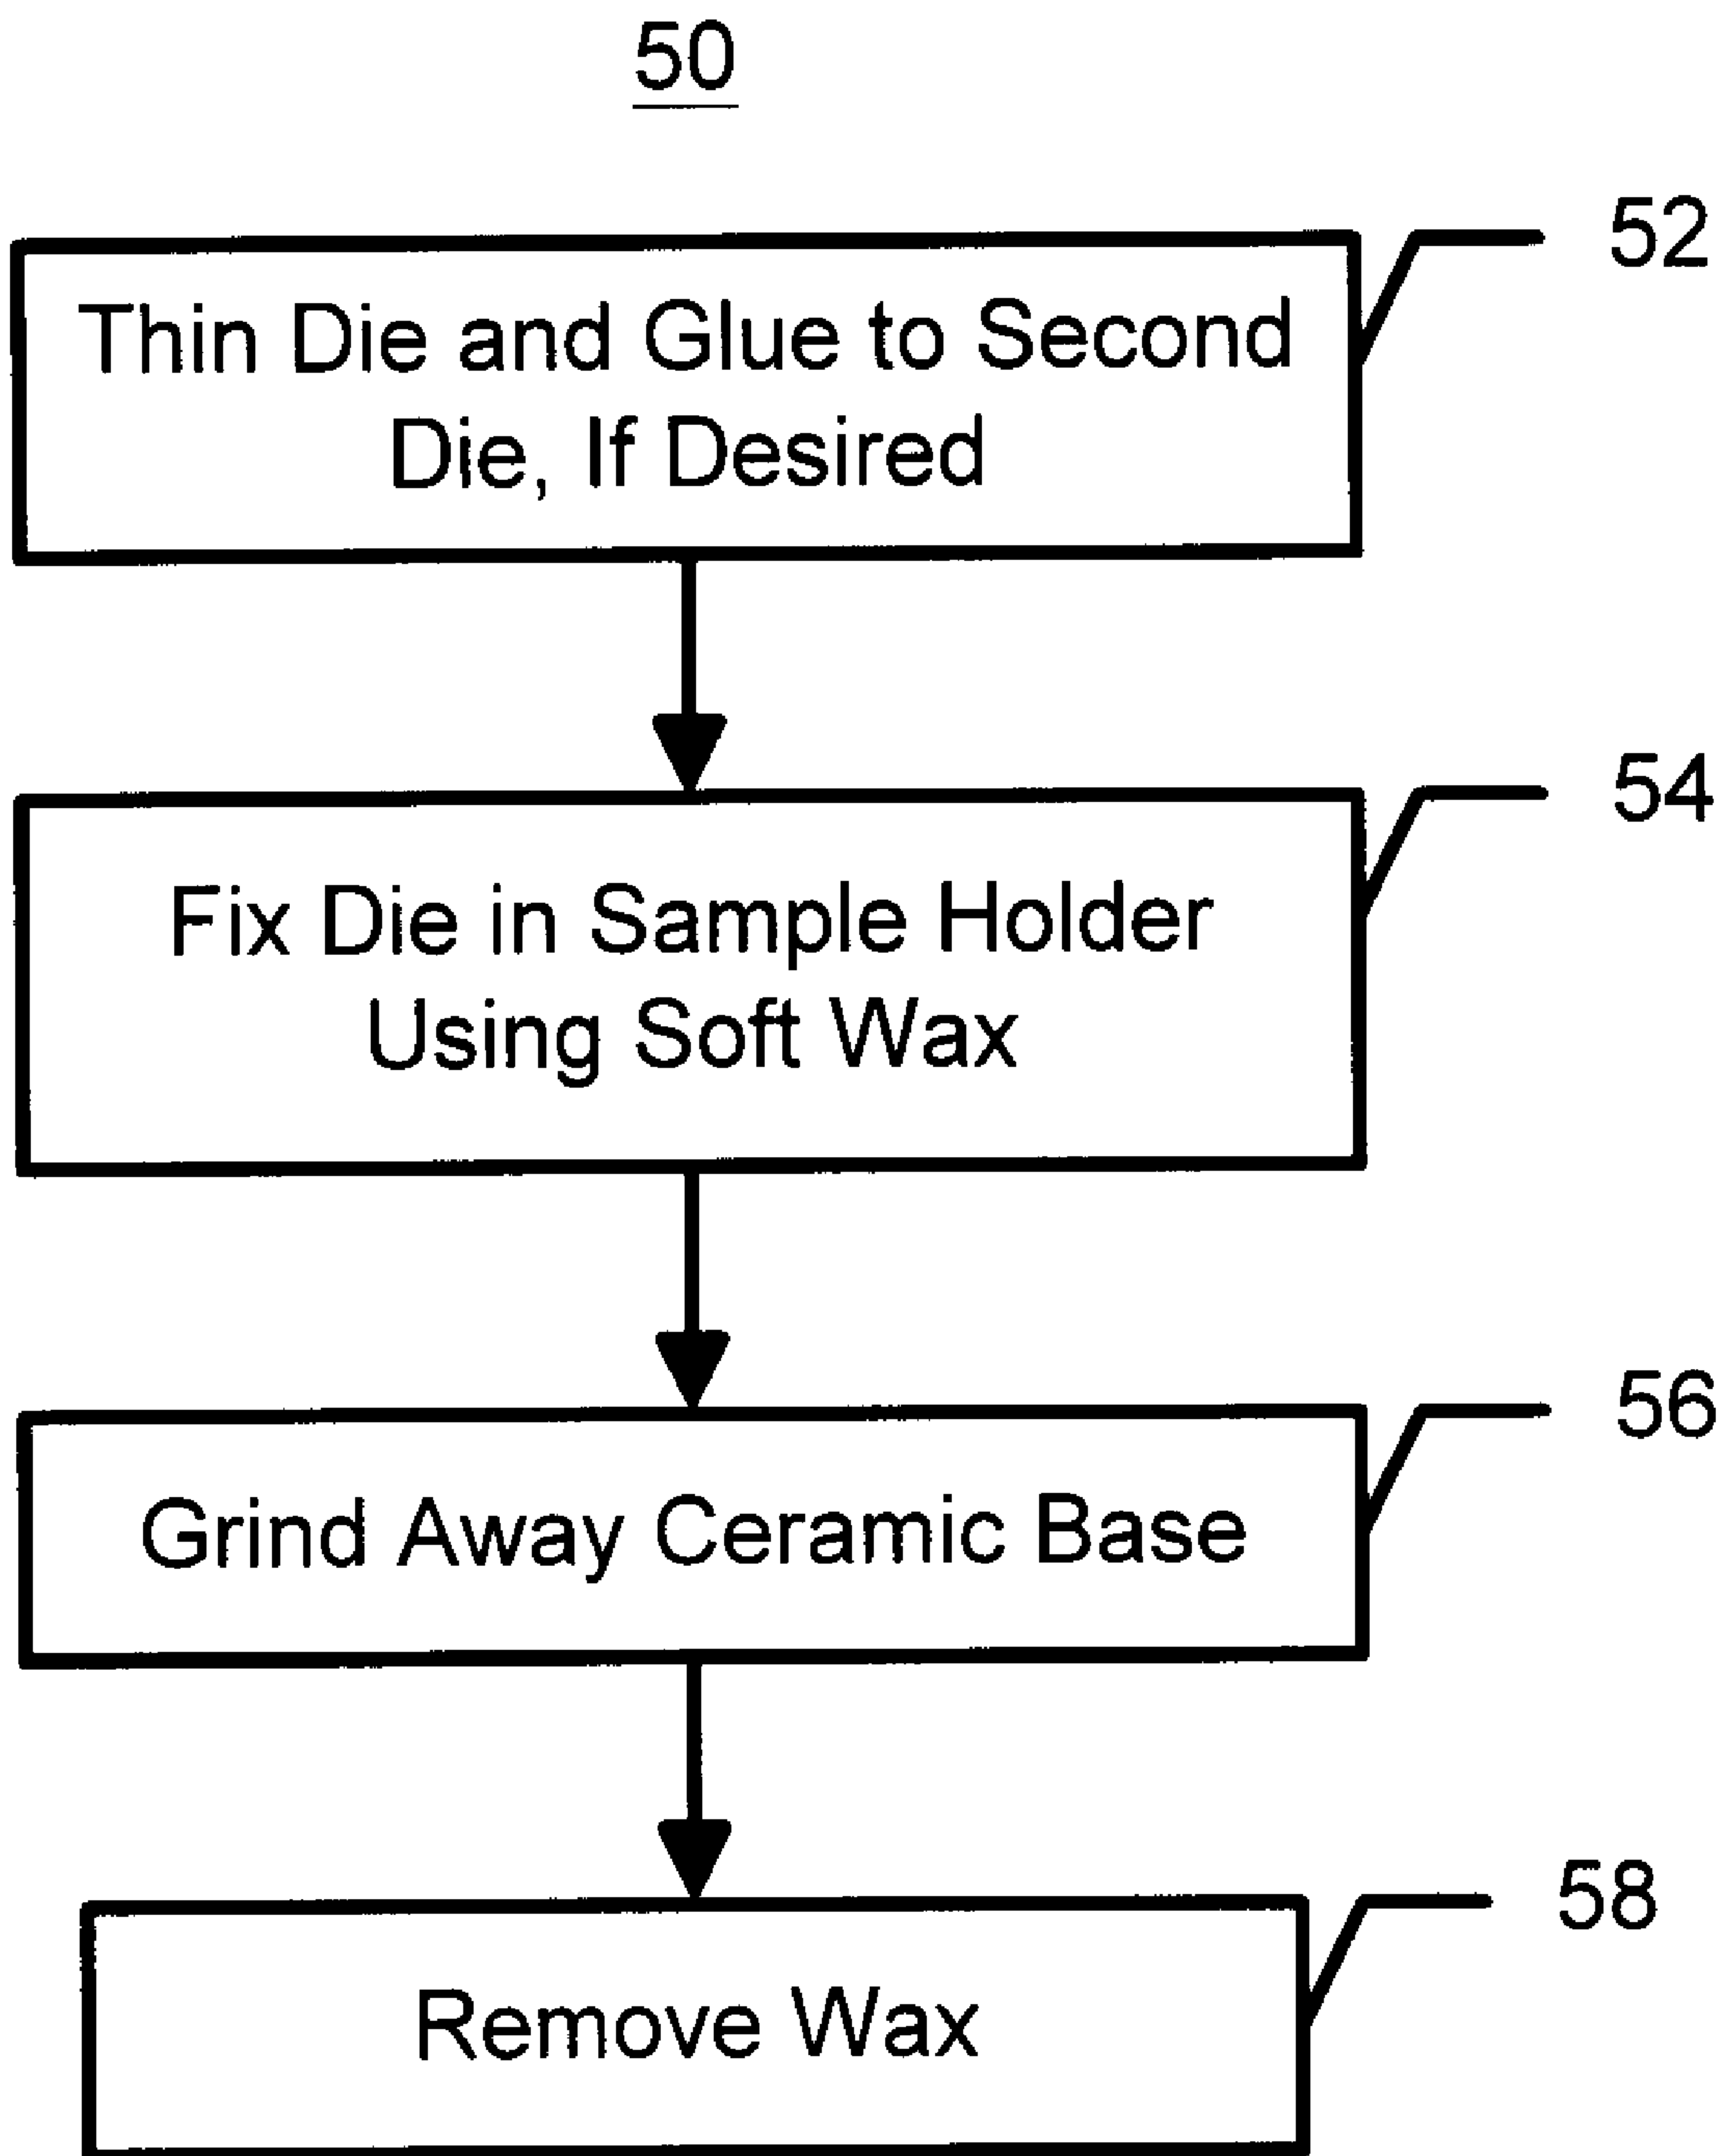 50
52
Thin Die and Glue to Second
Die, If Desired
54
Fix Die in Sample Holder
Using Soft Wax
56
Grind Away Ceramic Base
58
Remove Wax